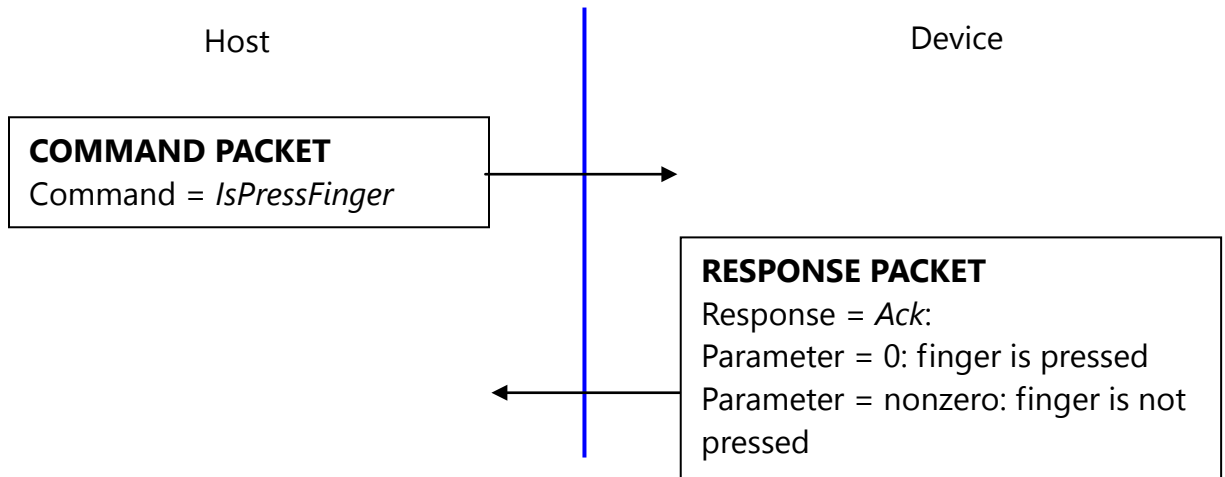 Host
Device
COMMAND PACKET
Command = IsPressFinger
RESPONSE PACKET
Response = Ack:
Parameter = 0: finger is pressed
Parameter = nonzero: finger is not
pressed